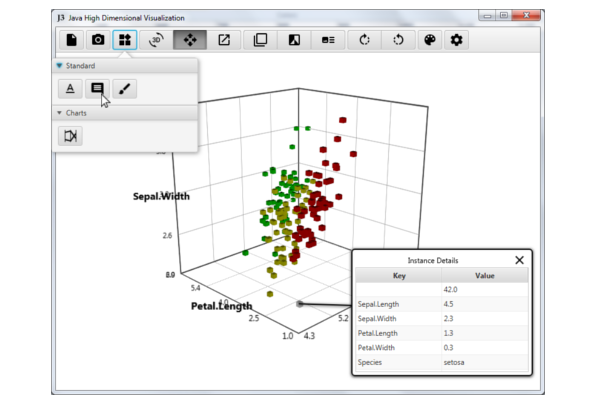 J3 Java High Dimensional Visualization
3D
Standard
A
Charts
Sepal.Width
2.6
5.4
Petal.Length
2.5
5.2
1.0 4.3
Instance Details
Key Value
42.0
Sepal.Length 4.5
Sepal.Width 2.3
Petal.Length 1.3
Petal.Width 0.3
Species setosa